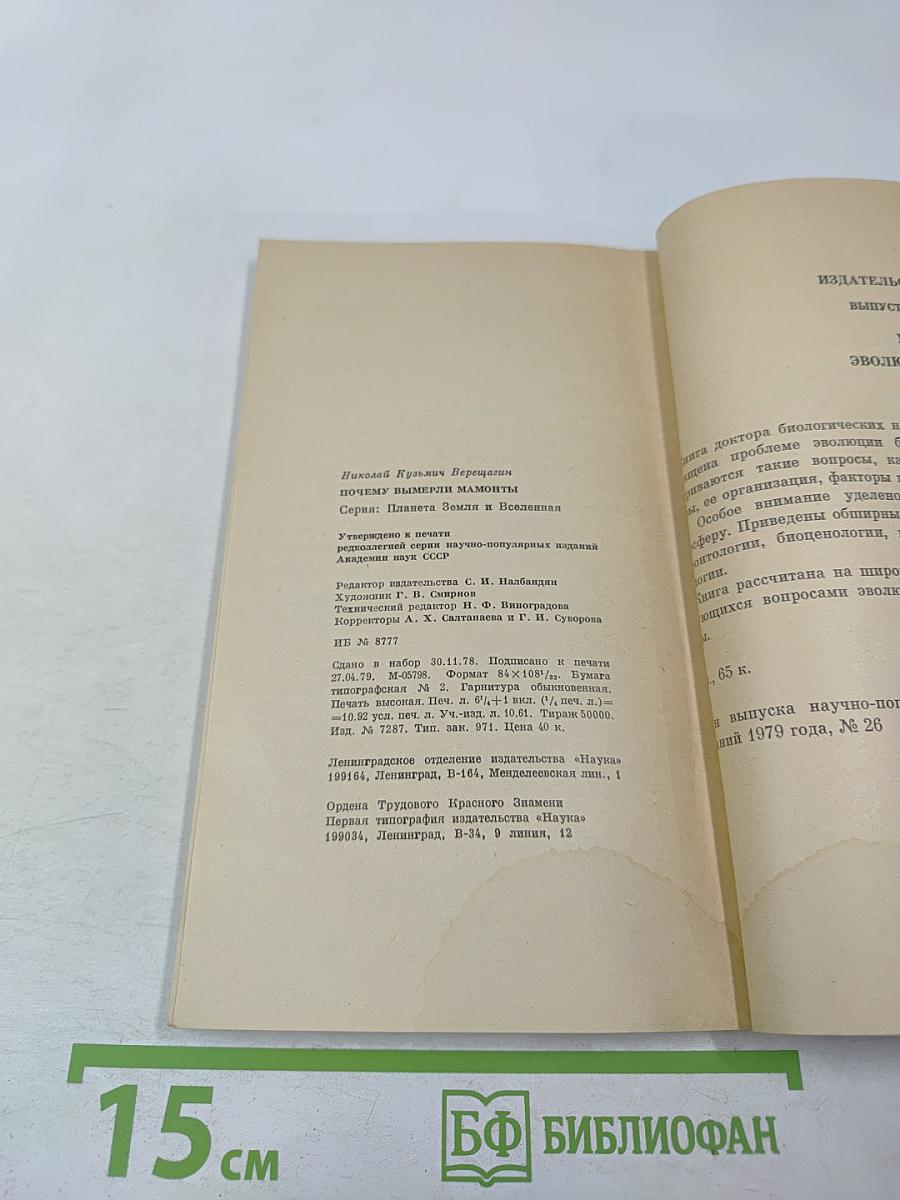 Николай Кузьмич Верещагин
ПОЧЕМУ ВЫМЕРЛИ МАМОНТЫ
Серия: Планета Земля и Вселенная
Утверждено к печати
редколлегией серии научно-популярных изданий
Академии наук СССР
Редактор издательства С. И. Налбандян
Художник Г. В. Смирнов
Технический редактор Н. Ф. Виноградова
Корректоры А. Х. Салтанаева и Г. И. Суворова
ИБ № 8777
Сдано в набор 30.11.78. Подписано к печати
27.04.79. М-05798. Формат 84×108¹/₃₂. Бумага
типографская № 2. Гарнитура обыкновенная.
Печать высокая. Печ. л. 6¹/₄+1 вкл. (¹/₄ печ. л.)=
=10.92 усл. печ. л. Уч.-изд. л. 10,61. Тираж 50000.
Изд. № 7287. Тип. зак. 971. Цена 40 к.
Ленинградское отделение издательства «Наука»
199164, Ленинград, В-164, Менделеевская лин., 1
Ордена Трудового Красного Знамени
Первая типография издательства «Наука»
199034, Ленинград, В-34, 9 линия, 12
ИЗДАТЕЛЬС
ВЫПУСТ
ЭВОЛЮ
нига доктора биологических н
ящена проблеме эволюции б
риваются такие вопросы, ка
ы, ее организация, факторы
Особое внимание уделено
сферу. Приведены обширны
онтологии, биоценологии,
логии.
Книга рассчитана на широ
ующихся вопросами эволю
ы.
., 65 к.
н выпуска научно-поп
аний 1979 года, № 26
15 см
БФ БИБЛИОФАН